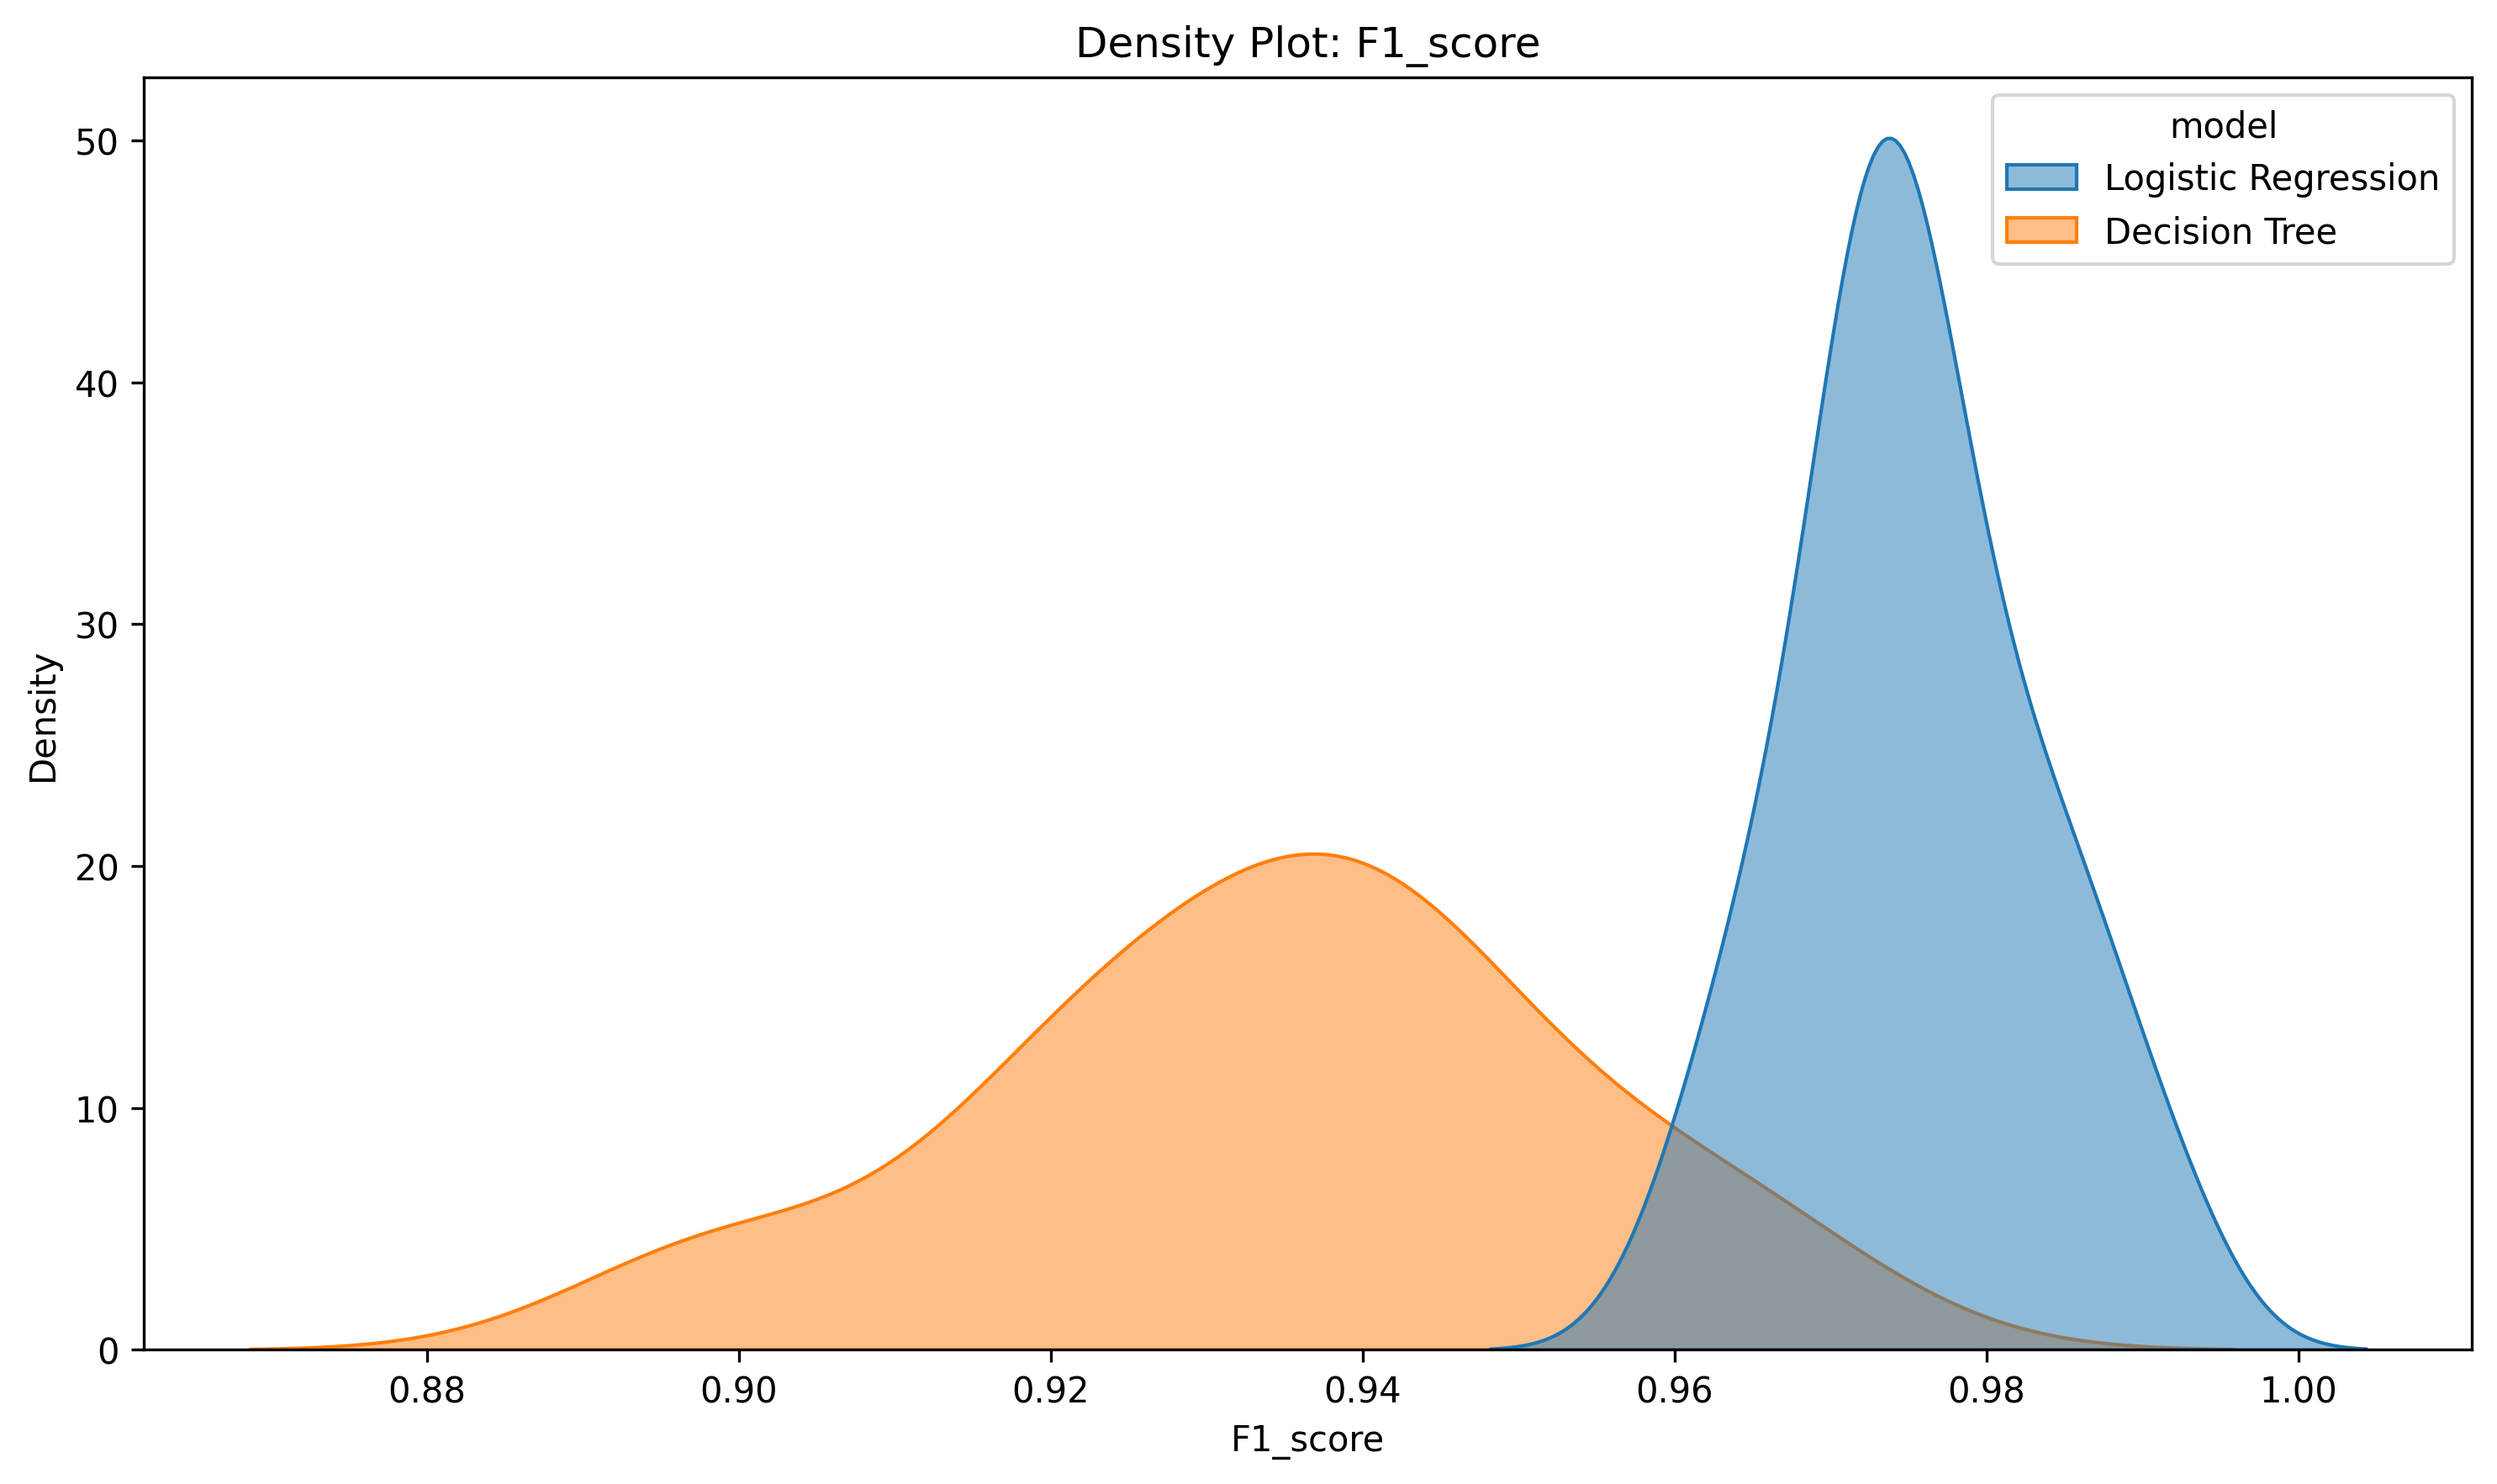 Density Plot: F1_score
model
Logistic Regression
Decision Tree
Density
50
40
30
20
10
0
0.88 0.90 0.92 0.94 0.96 0.98 1.00
F1_score